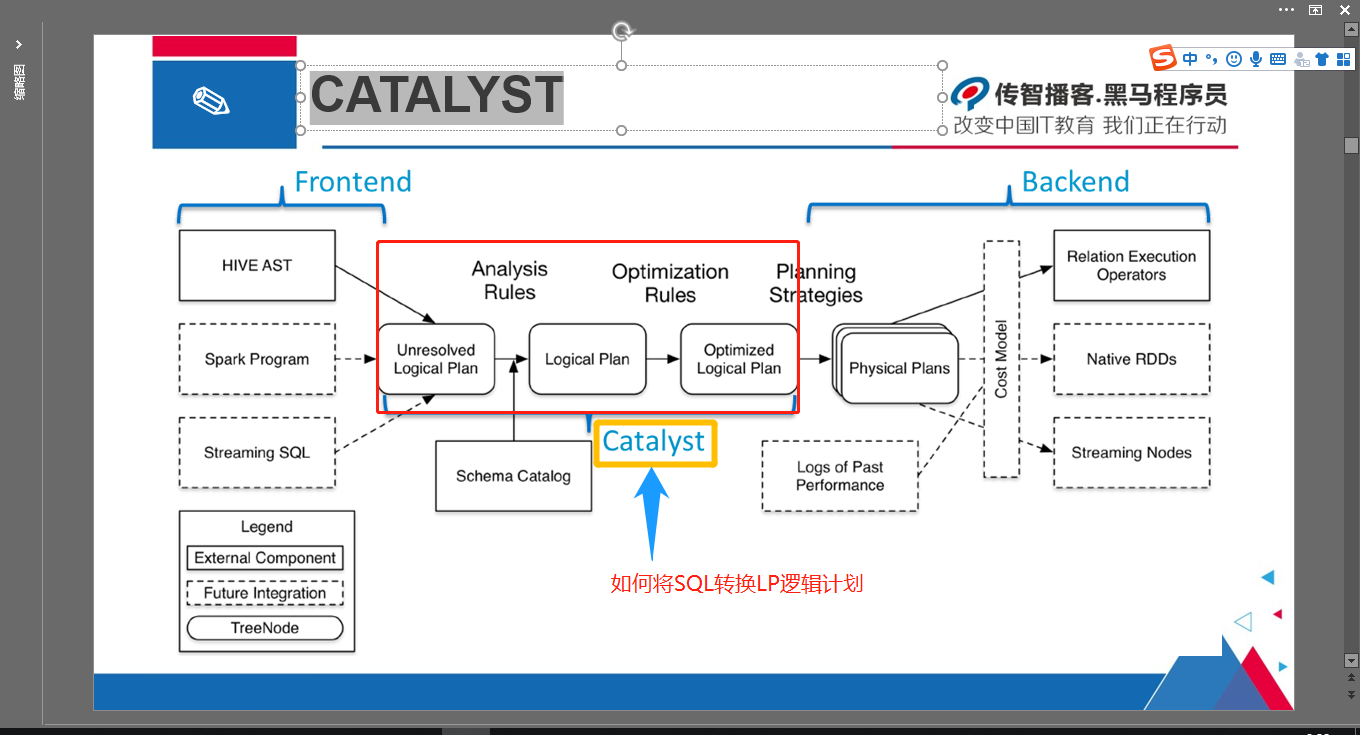 缩略图
中
CATALYST
传智播客.黑马程序员
改变中国IT教育 我们正在行动
Frontend
Backend
HIVE AST
Analysis
Rules
Optimization
Rules
Planning
Strategies
Relation Execution
Operators
Spark Program
Unresolved
Logical Plan
Logical Plan
Optimized
Logical Plan
Physical Plans
Cost Model
Native RDDs
Streaming SQL
Schema Catalog
Catalyst
Logs of Past
Performance
Streaming Nodes
Legend
External Component
Future Integration
TreeNode
如何将SQL转换LP逻辑计划